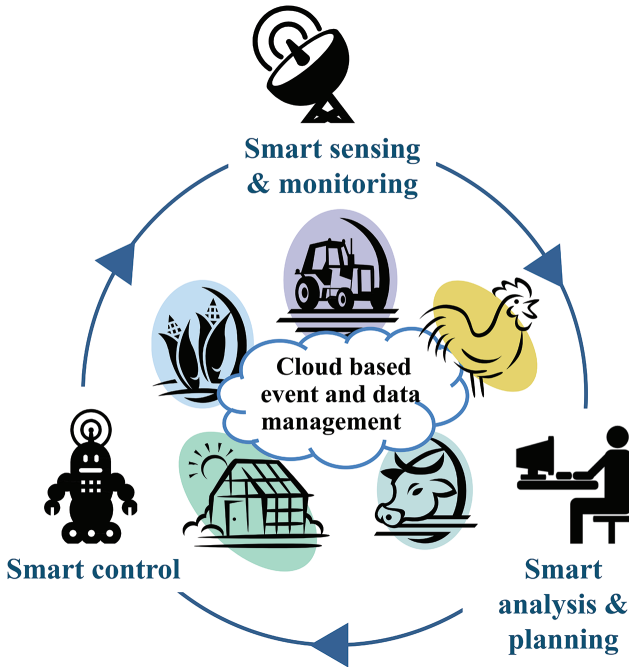 Smart sensing
& monitoring
Cloud based
event and data
management
Smart control
Smart
analysis &
planning